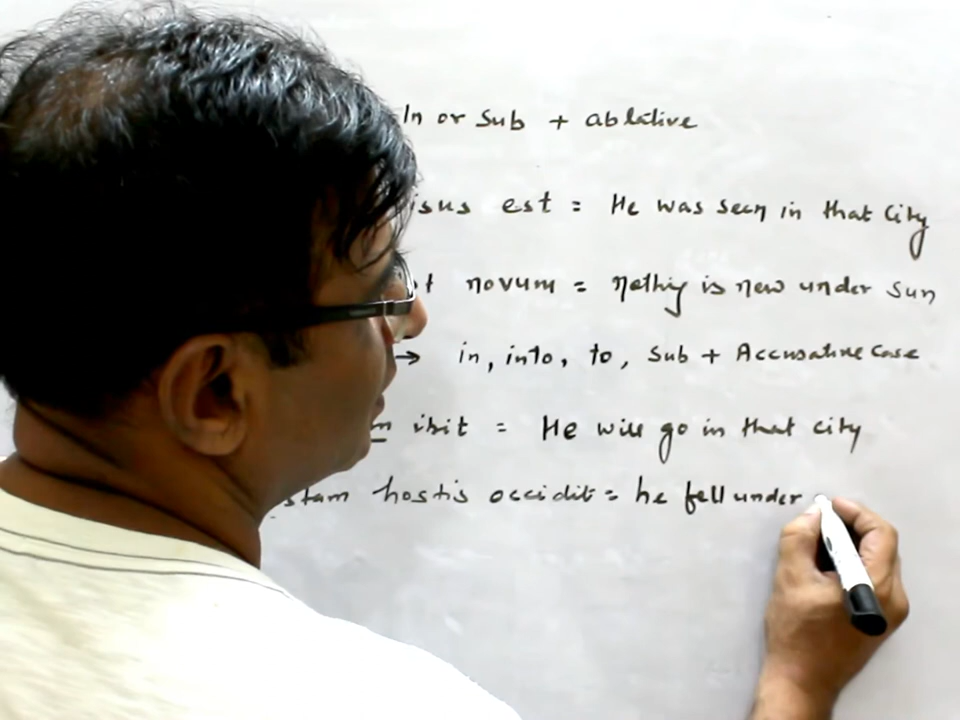 In or Sub + ablative
isus est = He was seen in that City
novum = Nothig is new under sun
→ in, into, to, Sub + Accusative Case
ibit = He will go in that city
stam hostis occidit = he fell under